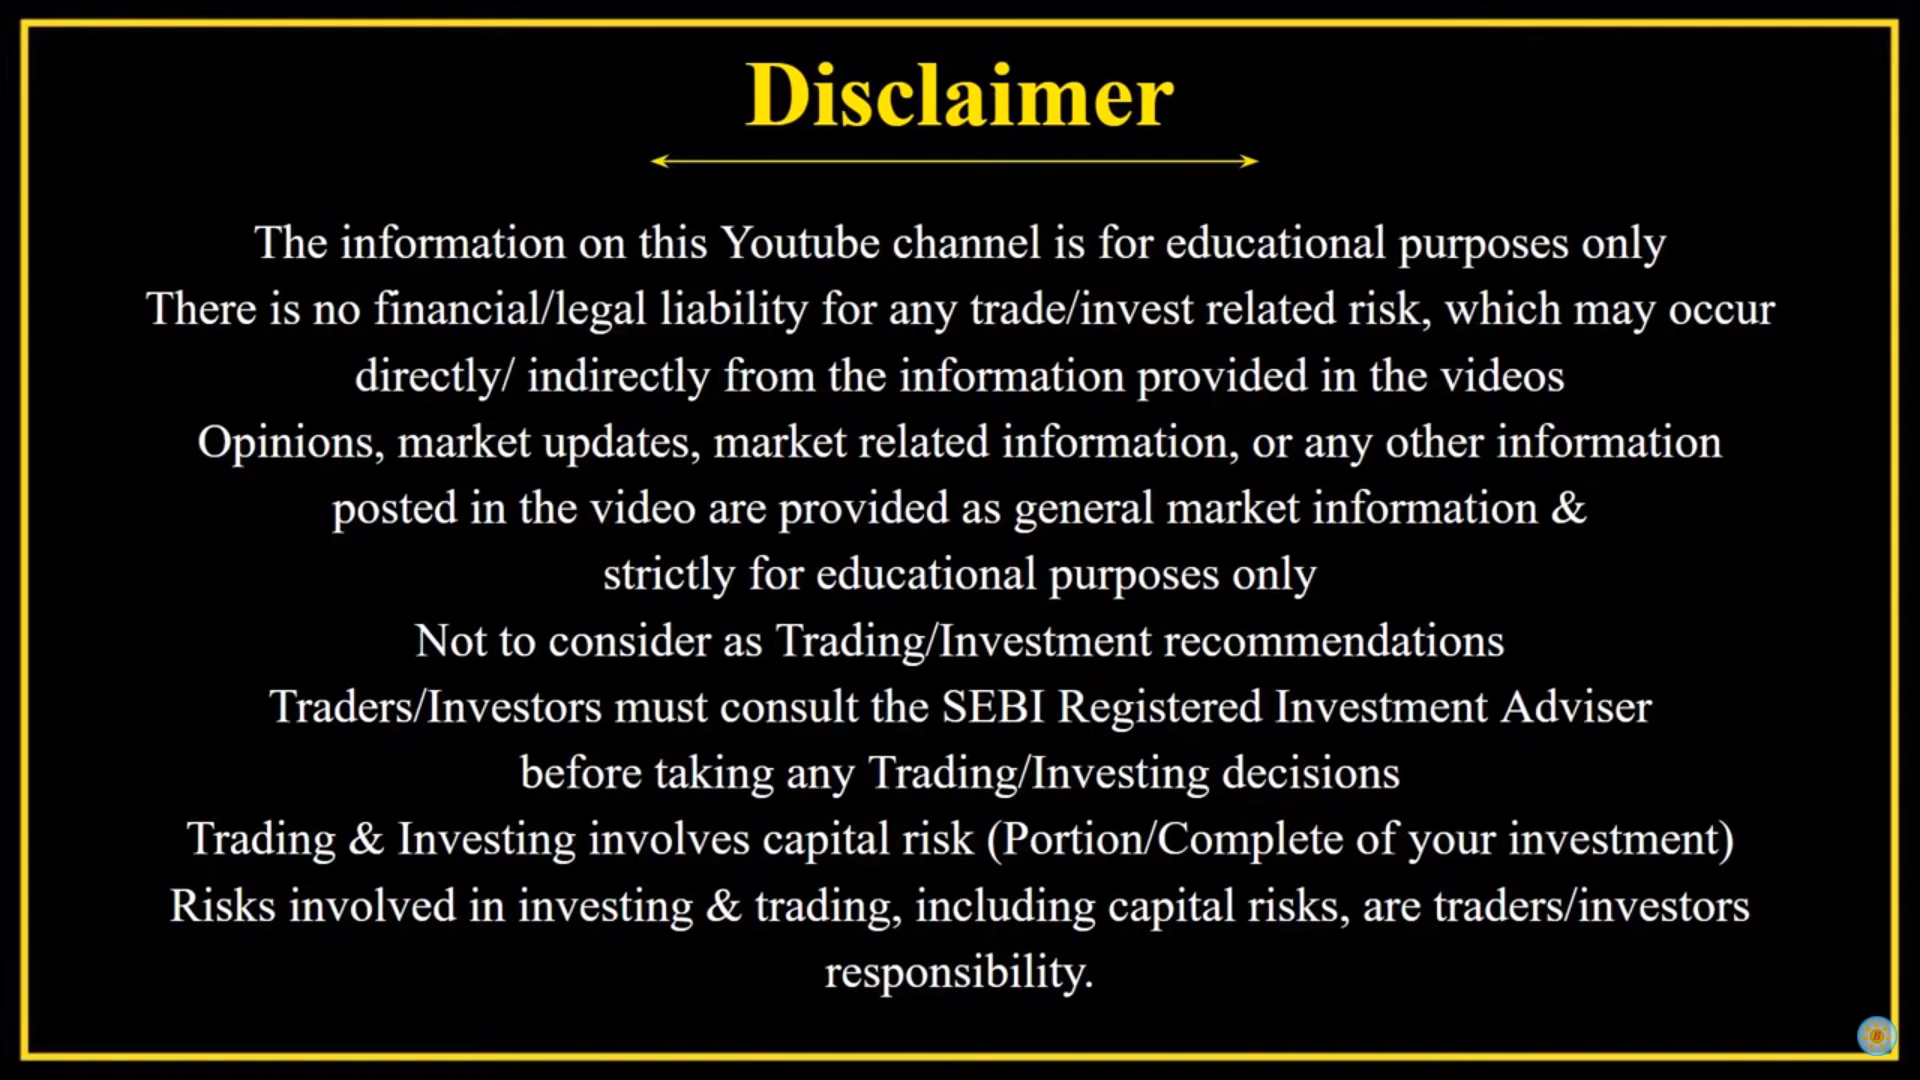 Disclaimer
The information on this Youtube channel is for educational purposes only
There is no financial/legal liability for any trade/invest related risk, which may occur
directly/ indirectly from the information provided in the videos
Opinions, market updates, market related information, or any other information
posted in the video are provided as general market information &
strictly for educational purposes only
Not to consider as Trading/Investment recommendations
Traders/Investors must consult the SEBI Registered Investment Adviser
before taking any Trading/Investing decisions
Trading & Investing involves capital risk (Portion/Complete of your investment)
Risks involved in investing & trading, including capital risks, are traders/investors
responsibility.